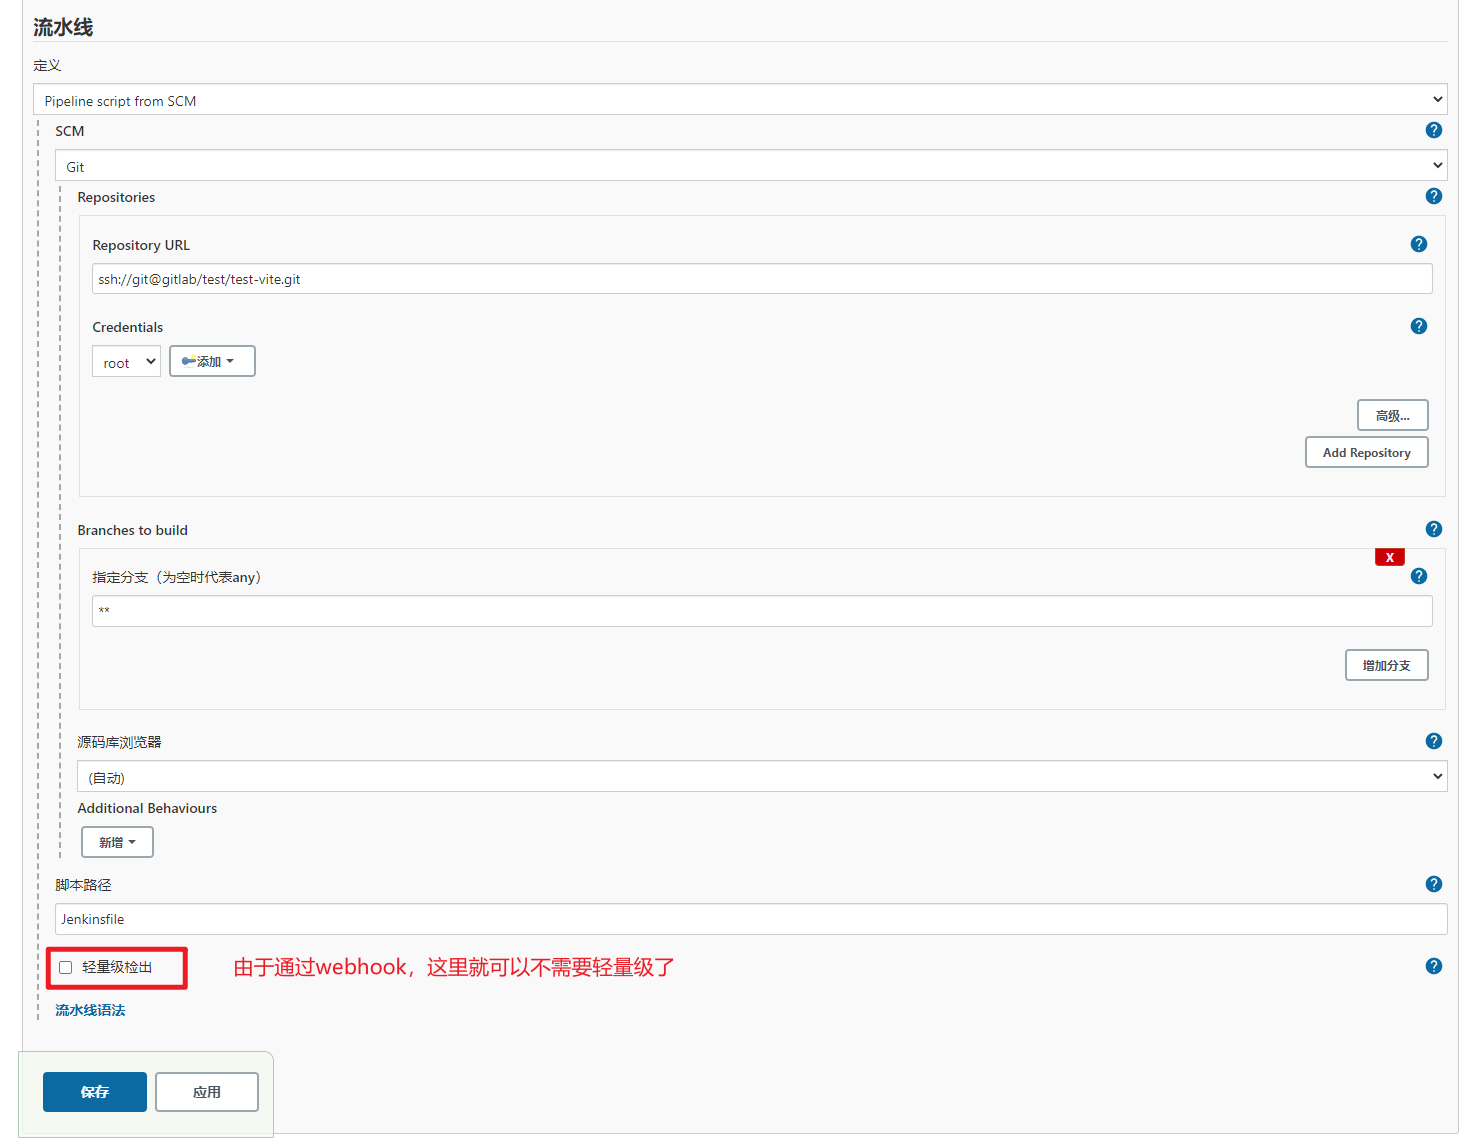 流水线
定义
Pipeline script from SCM
SCM
?
Git
Repositories
?
Repository URL
?
ssh://git@gitlab/test/test-vite.git
Credentials
?
root
添加
高级...
Add Repository
Branches to build
?
X
指定分支（为空时代表any）
?
**
增加分支
源码库浏览器
?
(自动)
Additional Behaviours
新增
脚本路径
?
Jenkinsfile
轻量级检出
由于通过webhook，这里就可以不需要轻量级了
?
流水线语法
保存
应用